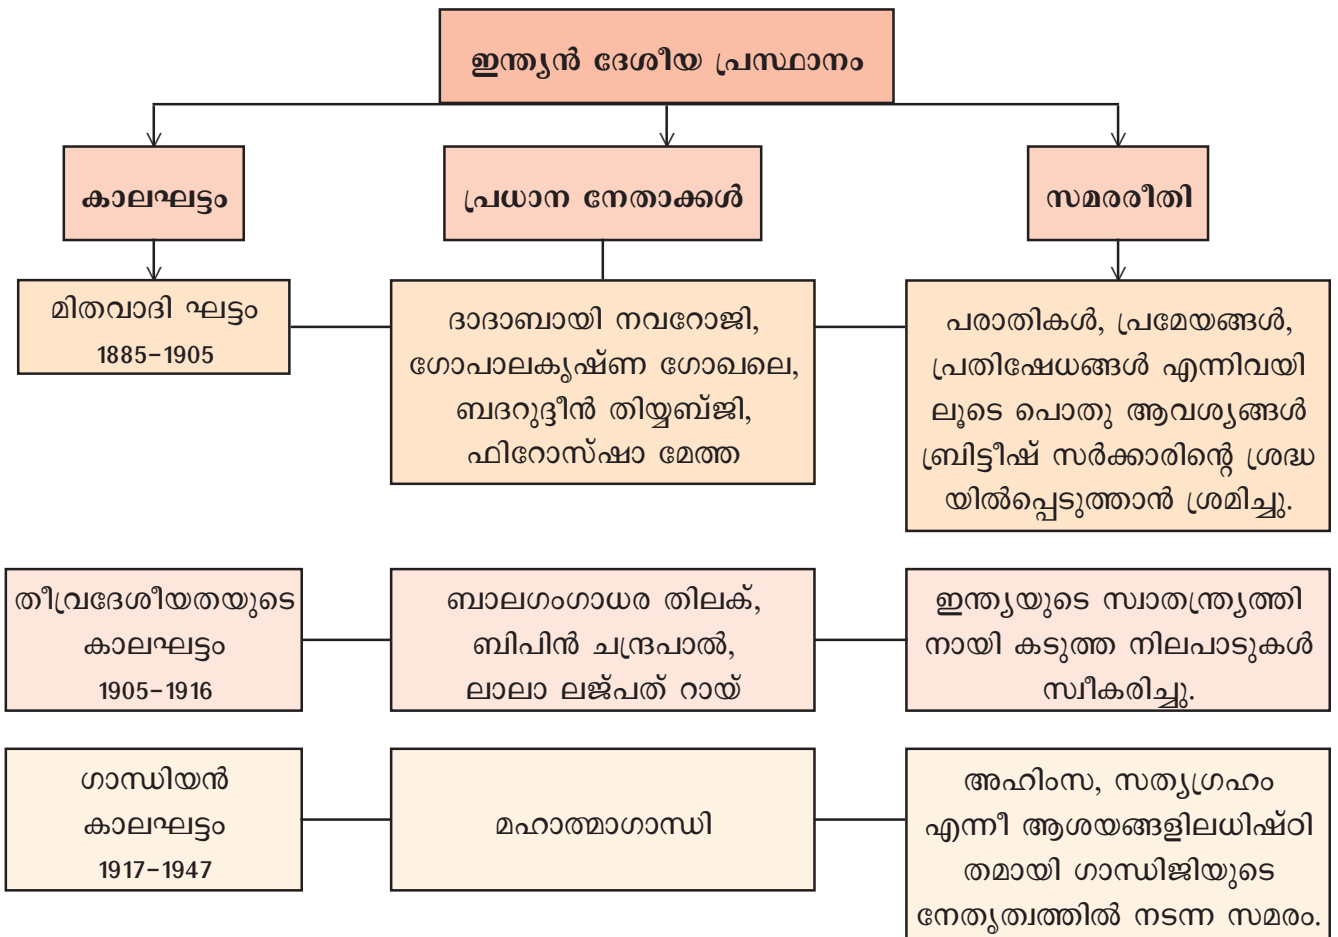 ഇന്ത്യൻ ദേശീയ പ്രസ്ഥാനം
കാലഘട്ടം
പ്രധാന നേതാക്കൾ
സമരരീതി
മിതവാദി ഘട്ടം
1885-1905
ദാദാബായി നവറോജി,
ഗോപാലകൃഷ്ണ ഗോഖലെ,
ബദറുദ്ദീൻ തിയ്യബ്ജി,
ഫിറോസ്ഷാ മേത്ത
പരാതികൾ, പ്രമേയങ്ങൾ,
പ്രതിഷേധങ്ങൾ എന്നിവയി
ലൂടെ പൊതു ആവശ്യങ്ങൾ
ബ്രിട്ടീഷ് സർക്കാരിന്റെ ശ്രദ്ധ
യിൽപ്പെടുത്താൻ ശ്രമിച്ചു.
തീവ്രദേശീയതയുടെ
കാലഘട്ടം
1905-1916
ബാലഗംഗാധര തിലക്,
ബിപിൻ ചന്ദ്രപാൽ,
ലാലാ ലജ്പത് റായ്
ഇന്ത്യയുടെ സ്വാതന്ത്ര്യത്തി
നായി കടുത്ത നിലപാടുകൾ
സ്വീകരിച്ചു.
ഗാന്ധിയൻ
കാലഘട്ടം
1917-1947
മഹാത്മാഗാന്ധി
അഹിംസ, സത്യഗ്രഹം
എന്നീ ആശയങ്ങളിലധിഷ്ഠി
തമായി ഗാന്ധിജിയുടെ
നേതൃത്വത്തിൽ നടന്ന സമരം.